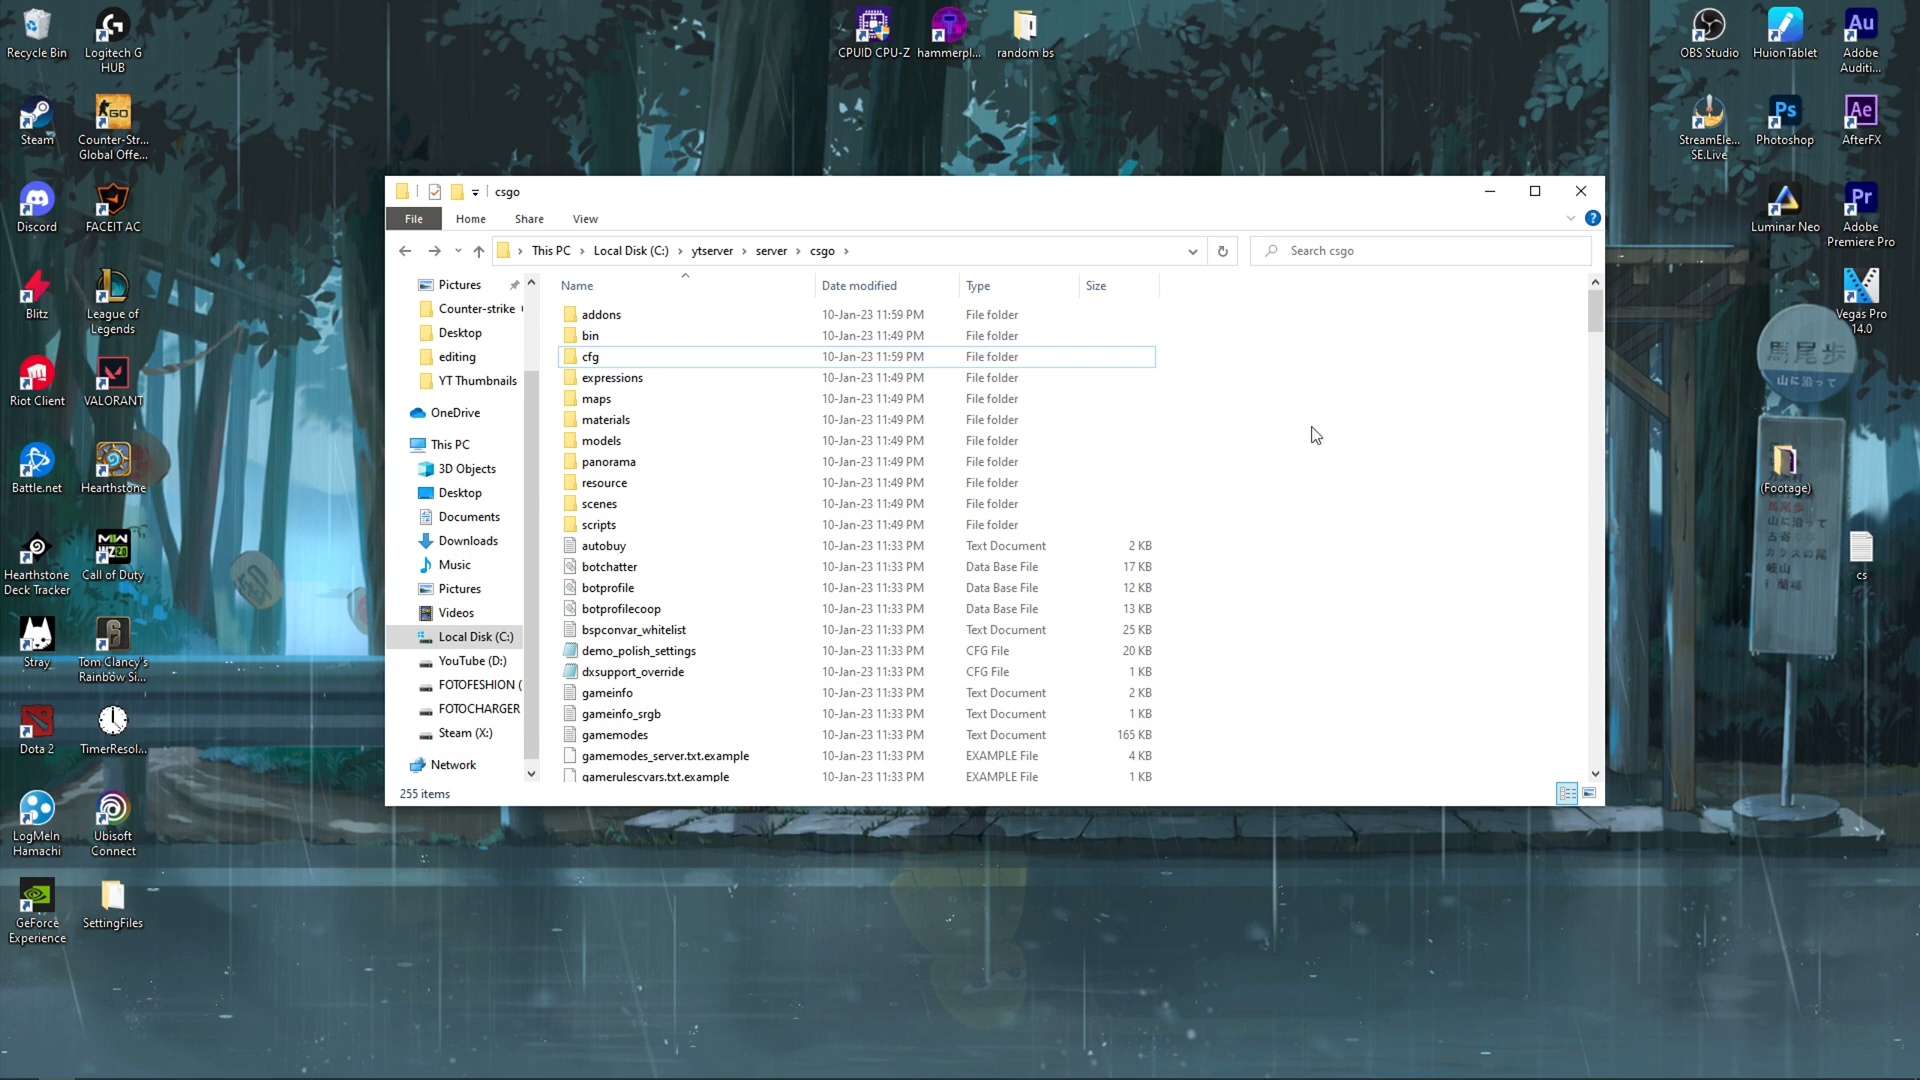 Recycle Bin
Logitech G
HUB
CPUID CPU-Z
hammerpl...
random bs
OBS Studio
HuionTablet
Adobe
Auditi...
Steam
Counter-Str...
Global Offe...
StreamEle...
SE.Live
Photoshop
AfterFX
Discord
FACEIT AC
Luminar Neo
Adobe
Premiere Pro
Blitz
League of
Legends
Vegas Pro
14.0
Riot Client
VALORANT
Battle.net
Hearthstone
(Footage)
Hearthstone
Deck Tracker
Call of Duty
cs
Stray
Tom Clancy's
Rainbow Si...
Dota 2
TimerResol...
LogMeIn
Hamachi
Ubisoft
Connect
GeForce
Experience
SettingFiles
馬尾歩
山に沿って
csgo
File Home Share View
This PC › Local Disk (C:) › ytserver › server › csgo ›
Search csgo
Pictures
Counter-strike
Desktop
editing
YT Thumbnails
OneDrive
This PC
3D Objects
Desktop
Documents
Downloads
Music
Pictures
Videos
Local Disk (C:)
YouTube (D:)
FOTOFESHION (
FOTOCHARGER
Steam (X:)
Network
Name Date modified Type Size
addons 10-Jan-23 11:59 PM File folder
bin 10-Jan-23 11:49 PM File folder
cfg 10-Jan-23 11:59 PM File folder
expressions 10-Jan-23 11:49 PM File folder
maps 10-Jan-23 11:49 PM File folder
materials 10-Jan-23 11:49 PM File folder
models 10-Jan-23 11:49 PM File folder
panorama 10-Jan-23 11:49 PM File folder
resource 10-Jan-23 11:49 PM File folder
scenes 10-Jan-23 11:49 PM File folder
scripts 10-Jan-23 11:49 PM File folder
autobuy 10-Jan-23 11:33 PM Text Document 2 KB
botchatter 10-Jan-23 11:33 PM Data Base File 17 KB
botprofile 10-Jan-23 11:33 PM Data Base File 12 KB
botprofilecoop 10-Jan-23 11:33 PM Data Base File 13 KB
bspconvar_whitelist 10-Jan-23 11:33 PM Text Document 25 KB
demo_polish_settings 10-Jan-23 11:33 PM CFG File 20 KB
dxsupport_override 10-Jan-23 11:33 PM CFG File 1 KB
gameinfo 10-Jan-23 11:33 PM Text Document 2 KB
gameinfo_srgb 10-Jan-23 11:33 PM Text Document 1 KB
gamemodes 10-Jan-23 11:33 PM Text Document 165 KB
gamemodes_server.txt.example 10-Jan-23 11:33 PM EXAMPLE File 4 KB
gamerulescvars.txt.example 10-Jan-23 11:33 PM EXAMPLE File 1 KB
255 items